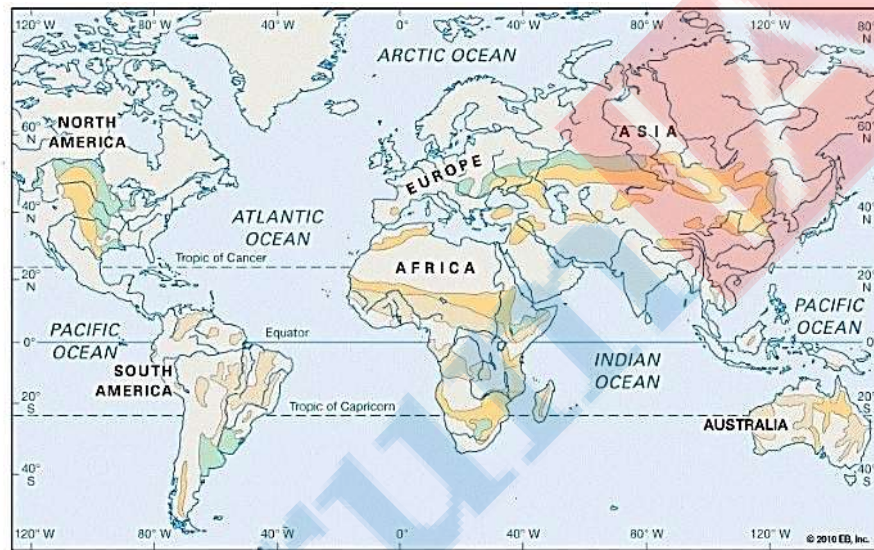 120° W
80° W
40° W
0°
40° E
80° E
120° W
80° N
80° N
ARCTIC OCEAN
NORTH
AMERICA
ASIA
60°
60°
EUROPE
40°
N
40°
N
ATLANTIC
OCEAN
Tropic of Cancer
AFRICA
20°
N
20°
N
PACIFIC
OCEAN
PACIFIC
OCEAN
Equator
0°
0°
INDIAN
OCEAN
SOUTH
AMERICA
20°
S
20°
S
Tropic of Capricorn
AUSTRALIA
40°
S
40°
S
120° W
80° W
40° W
0°
40° E
80° E
120° W
© 2010 EB, Inc.